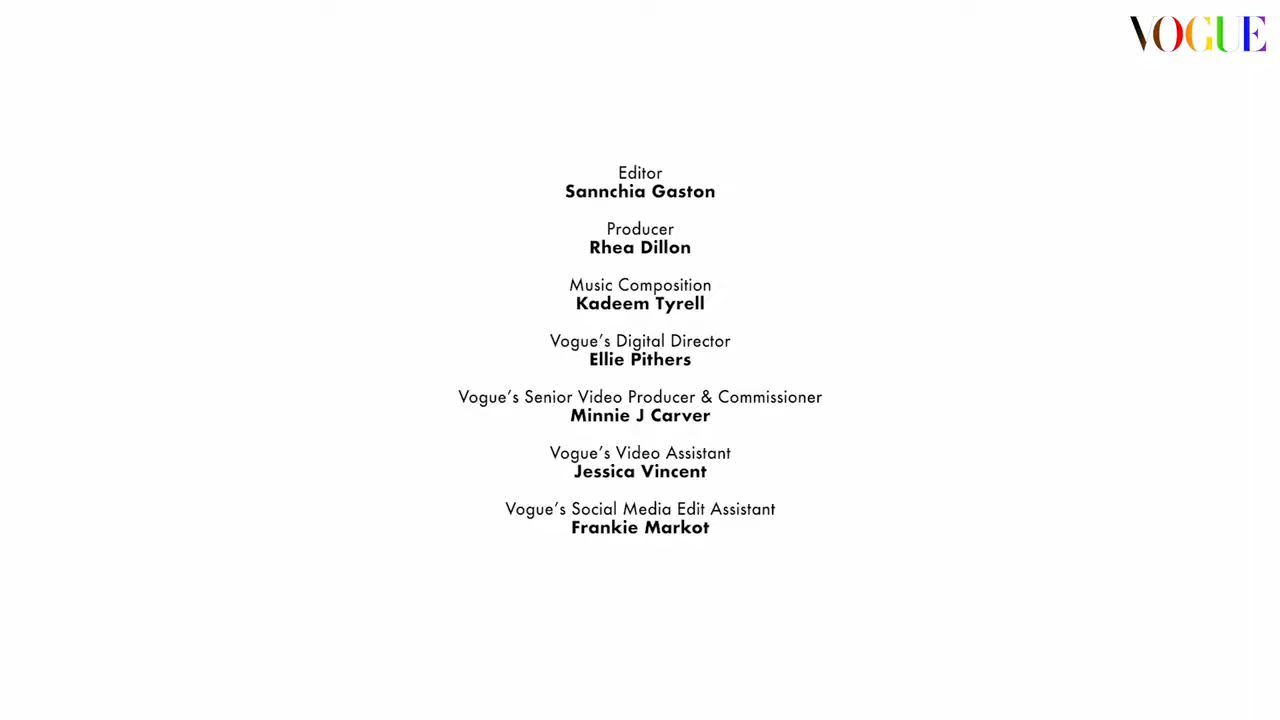 VOGUE
Editor
Sannchia Gaston
Producer
Rhea Dillon
Music Composition
Kadeem Tyrell
Vogue’s Digital Director
Ellie Pithers
Vogue’s Senior Video Producer & Commissioner
Minnie J Carver
Vogue’s Video Assistant
Jessica Vincent
Vogue’s Social Media Edit Assistant
Frankie Markot